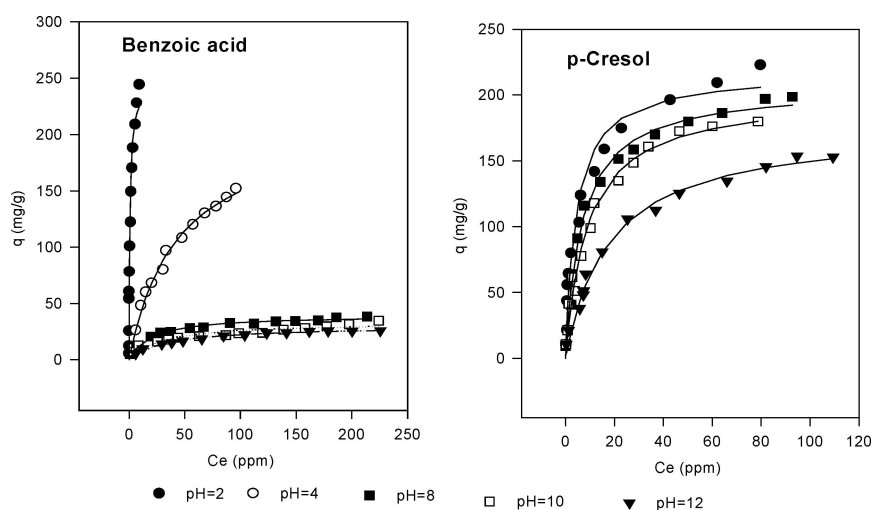 Benzoic acid
q (mg/g)
300
250
200
150
100
50
0
0 50 100 150 200 250
Ce (ppm)
p-Cresol
q (mg/g)
250
200
150
100
50
0
0 20 40 60 80 100 120
Ce (ppm)
pH=2 pH=4 pH=8 pH=10 pH=12